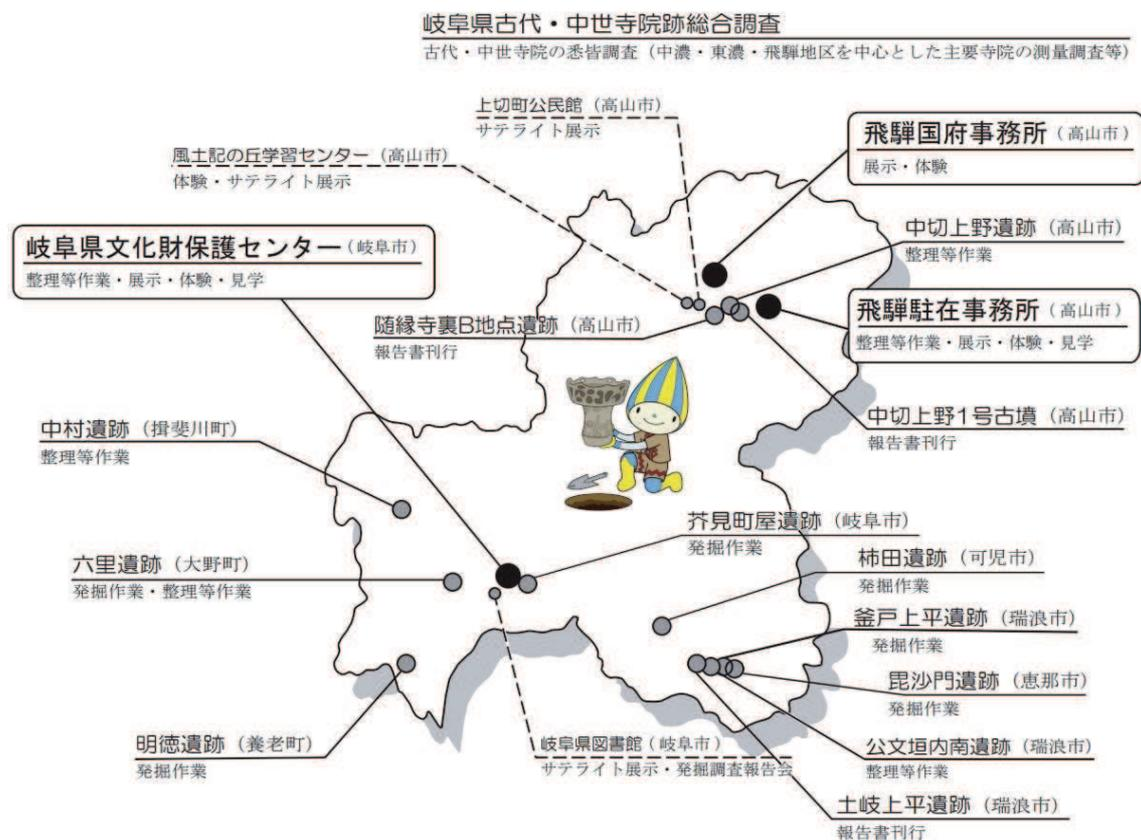 岐阜県古代・中世寺院跡総合調査
古代・中世寺院の悉皆調査（中濃・東濃・飛騨地区を中心とした主要寺院の測量調査等）
上切町公民館（高山市）
サテライト展示
風土記の丘学習センター（高山市）
体験・サテライト展示
飛騨国府事務所（高山市）
展示・体験
岐阜県文化財保護センター（岐阜市）
整理等作業・展示・体験・見学
中切上野遺跡（高山市）
整理等作業
随縁寺裏B地点遺跡（高山市）
報告書刊行
飛騨駐在事務所（高山市）
整理等作業・展示・体験・見学
中切上野1号古墳（高山市）
報告書刊行
中村遺跡（揖斐川町）
整理等作業
芥見町屋遺跡（岐阜市）
発掘作業
六里遺跡（大野町）
発掘作業・整理等作業
柿田遺跡（可児市）
発掘作業
釜戸上平遺跡（瑞浪市）
発掘作業
毘沙門遺跡（恵那市）
発掘作業
明徳遺跡（養老町）
発掘作業
岐阜県図書館（岐阜市）
サテライト展示・発掘調査報告会
公文垣内南遺跡（瑞浪市）
整理等作業
土岐上平遺跡（瑞浪市）
報告書刊行